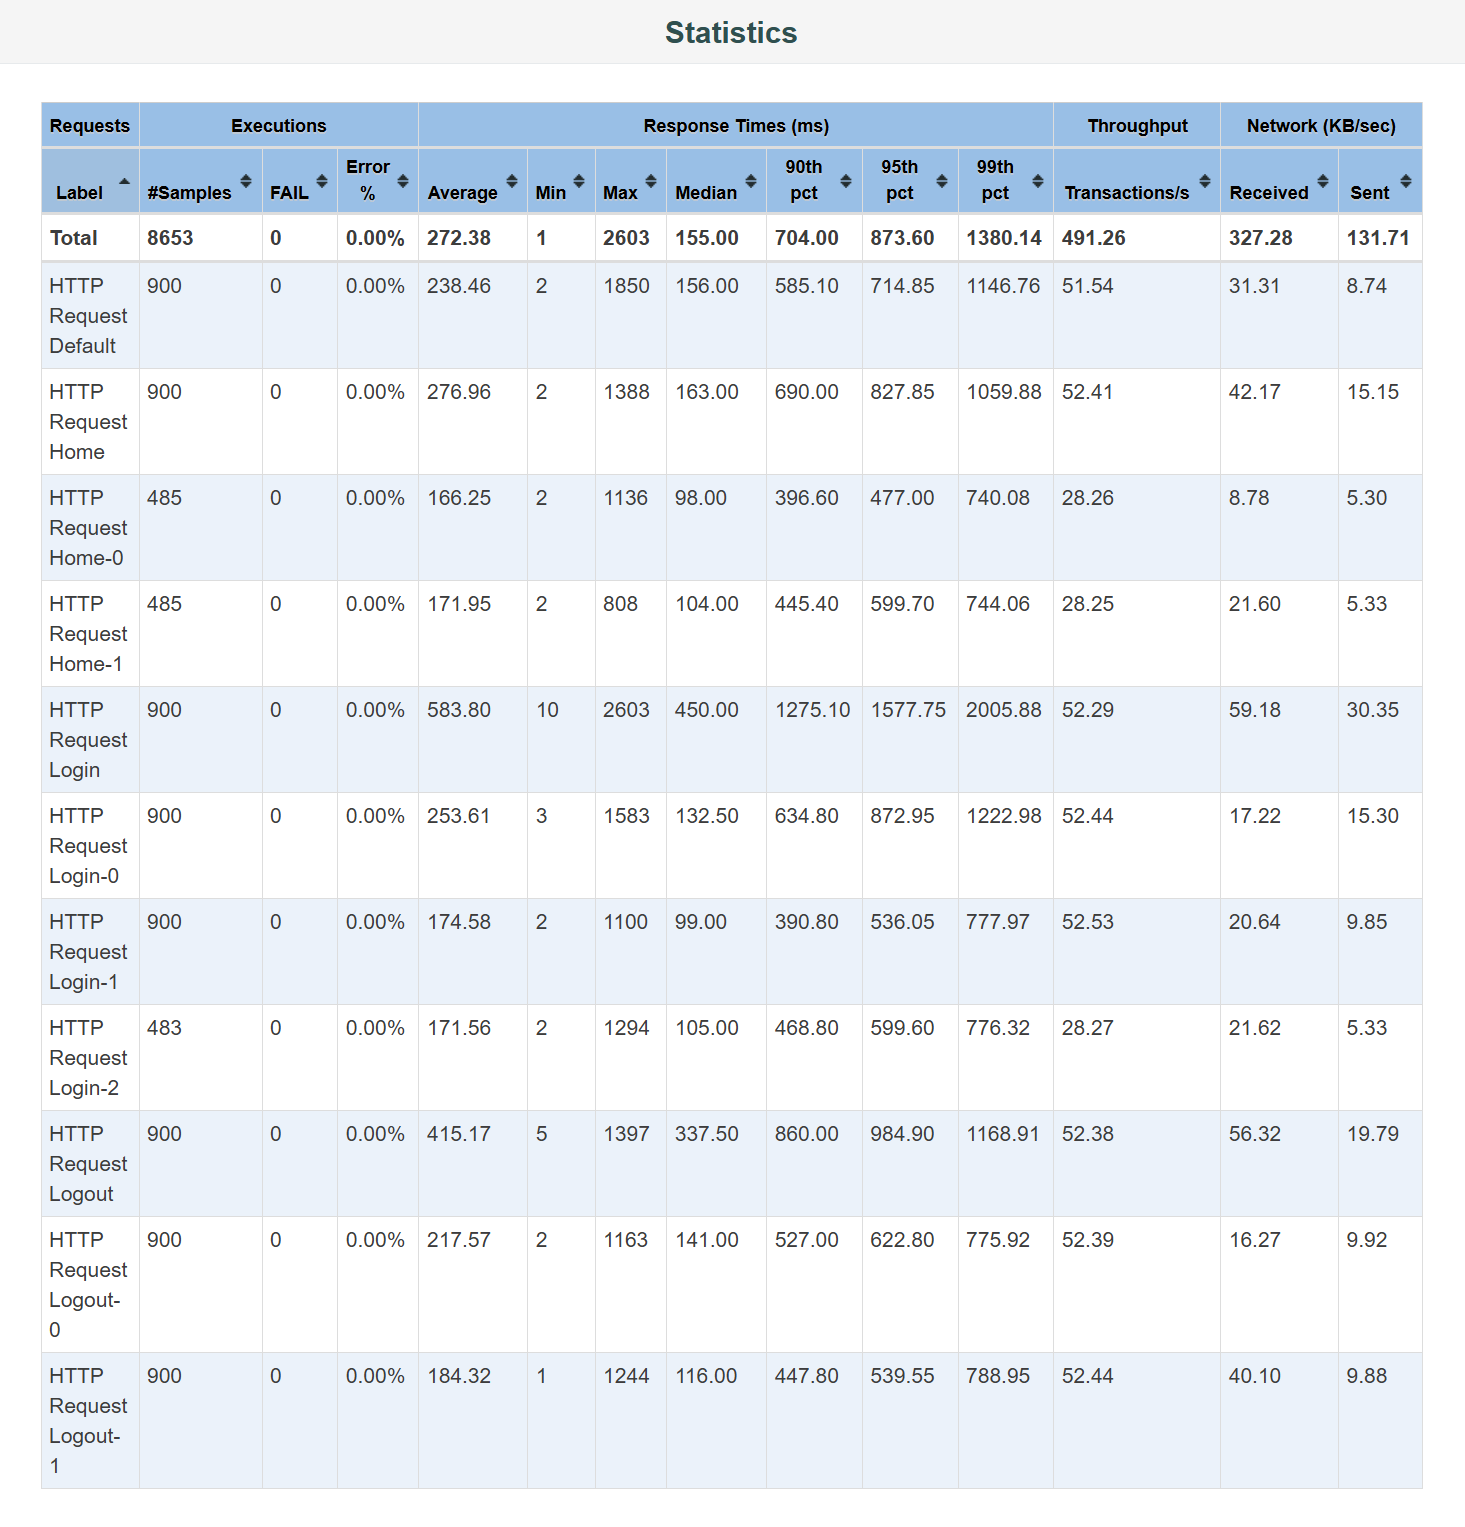 Statistics
Requests Executions Response Times (ms) Throughput Network (KB/sec)
Label #Samples FAIL Error % Average Min Max Median 90th pct 95th pct 99th pct Transactions/s Received Sent
Total 8653 0 0.00% 272.38 1 2603 155.00 704.00 873.60 1380.14 491.26 327.28 131.71
HTTP Request Default 900 0 0.00% 238.46 2 1850 156.00 585.10 714.85 1146.76 51.54 31.31 8.74
HTTP Request Home 900 0 0.00% 276.96 2 1388 163.00 690.00 827.85 1059.88 52.41 42.17 15.15
HTTP Request Home-0 485 0 0.00% 166.25 2 1136 98.00 396.60 477.00 740.08 28.26 8.78 5.30
HTTP Request Home-1 485 0 0.00% 171.95 2 808 104.00 445.40 599.70 744.06 28.25 21.60 5.33
HTTP Request Login 900 0 0.00% 583.80 10 2603 450.00 1275.10 1577.75 2005.88 52.29 59.18 30.35
HTTP Request Login-0 900 0 0.00% 253.61 3 1583 132.50 634.80 872.95 1222.98 52.44 17.22 15.30
HTTP Request Login-1 900 0 0.00% 174.58 2 1100 99.00 390.80 536.05 777.97 52.53 20.64 9.85
HTTP Request Login-2 483 0 0.00% 171.56 2 1294 105.00 468.80 599.60 776.32 28.27 21.62 5.33
HTTP Request Logout 900 0 0.00% 415.17 5 1397 337.50 860.00 984.90 1168.91 52.38 56.32 19.79
HTTP Request Logout-0 900 0 0.00% 217.57 2 1163 141.00 527.00 622.80 775.92 52.39 16.27 9.92
HTTP Request Logout-1 900 0 0.00% 184.32 1 1244 116.00 447.80 539.55 788.95 52.44 40.10 9.88